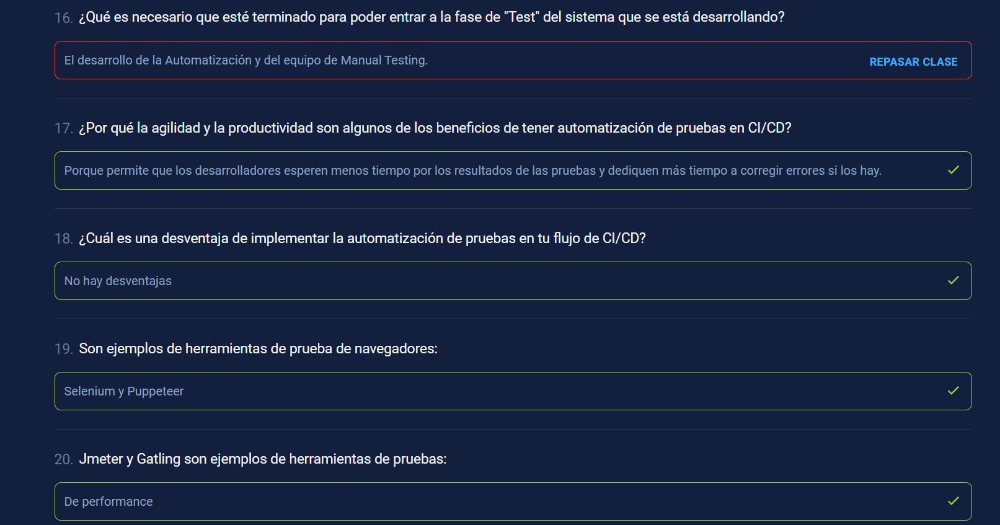 16. ¿Qué es necesario que esté terminado para poder entrar a la fase de "Test" del sistema que se está desarrollando?
El desarrollo de la Automatización y del equipo de Manual Testing.
REPASAR CLASE
17. ¿Por qué la agilidad y la productividad son algunos de los beneficios de tener automatización de pruebas en CI/CD?
Porque permite que los desarrolladores esperen menos tiempo por los resultados de las pruebas y dediquen más tiempo a corregir errores si los hay.
18. ¿Cuál es una desventaja de implementar la automatización de pruebas en tu flujo de CI/CD?
No hay desventajas
19. Son ejemplos de herramientas de prueba de navegadores:
Selenium y Puppeteer
20. Jmeter y Gatling son ejemplos de herramientas de pruebas:
De performance